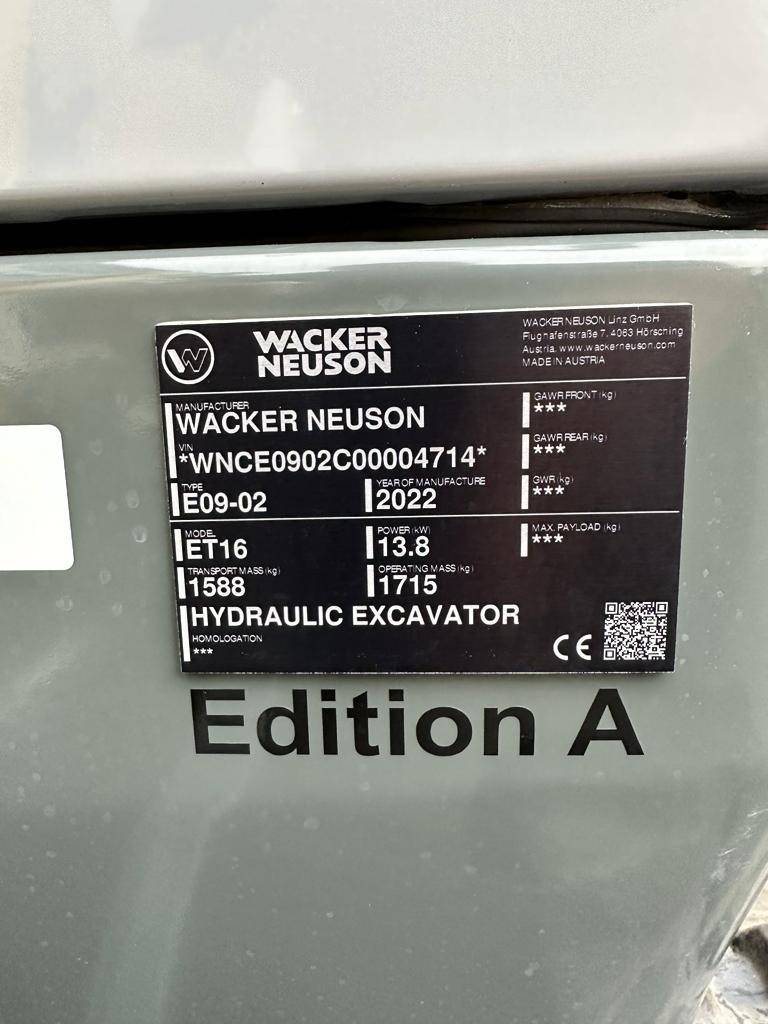 W
WACKER
NEUSON
WACKER NEUSON Linz GmbH
Flughafenstraße 7, 4063 Hörsching
Austria, www.wackerneuson.com
MADE IN AUSTRIA
MANUFACTURER
WACKER NEUSON
GAWR FRONT (kg)
***
VIN
*WNCE0902C00004714*
GAWR REAR (kg)
***
TYPE
E09-02
YEAR OF MANUFACTURE
2022
GWR (kg)
***
MODEL
ET16
POWER (kW)
13.8
MAX. PAYLOAD (kg)
***
TRANSPORT MASS (kg)
1588
OPERATING MASS (kg)
1715
HYDRAULIC EXCAVATOR
HOMOLOGATION
***
CE
Edition A